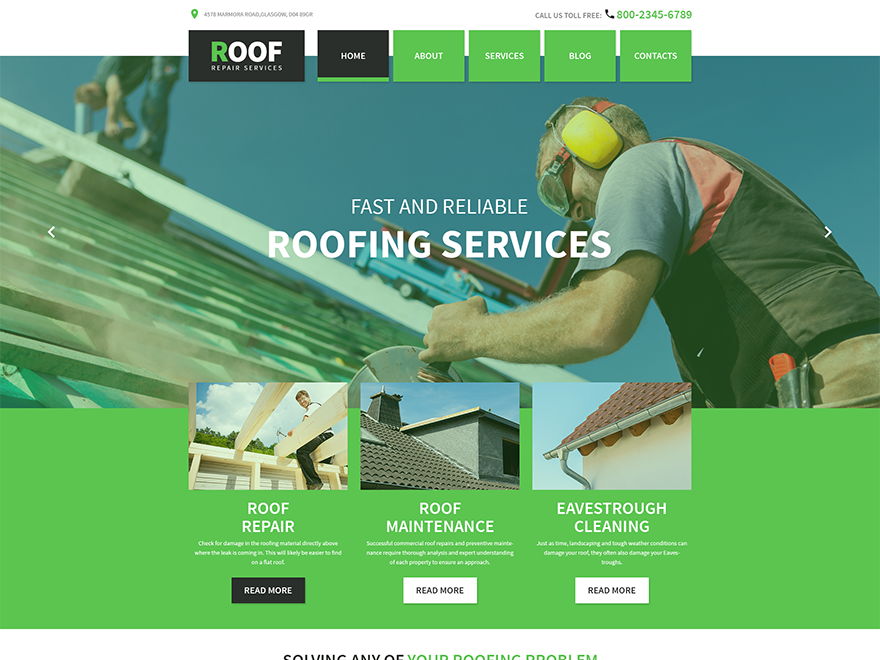 4578 MARMORA ROAD,GLASGOW, D04 89GR
CALL US TOLL FREE: 800-2345-6789
ROOF
REPAIR SERVICES
HOME
ABOUT
SERVICES
BLOG
CONTACTS
FAST AND RELIABLE
ROOFING SERVICES
ROOF
REPAIR
Check for damage in the roofing material directly above
where the leak is coming in. This will likely be easier to find
on a flat roof.
READ MORE
ROOF
MAINTENANCE
Successful commercial roof repairs and preventive mainte-
nance require thorough analysis and expert understanding
of each property to ensure an approach.
READ MORE
EAVESTROUGH
CLEANING
Just as time, landscaping and tough weather conditions can
damage your roof, they often also damage your Eaves-
troughs.
READ MORE
SOLVING ANY OF YOUR ROOFING PROBLEM